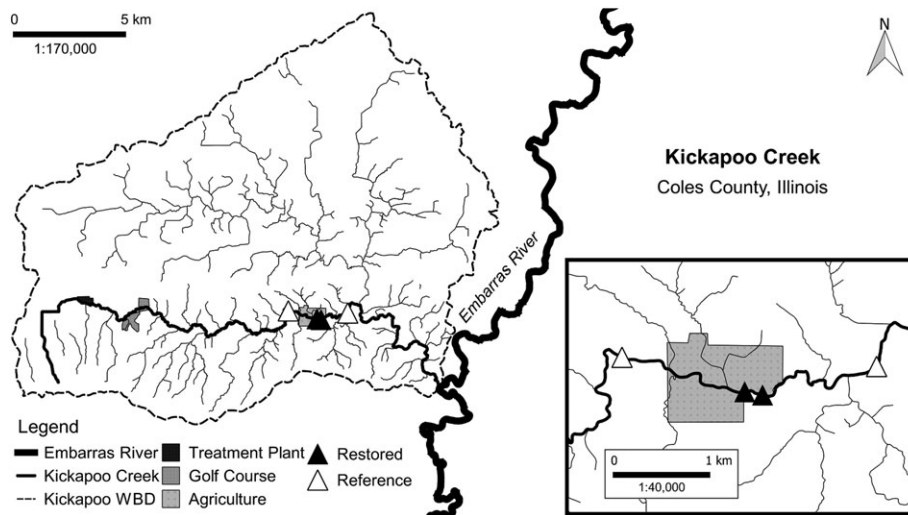 0 5 km
1:170,000
N
Kickapoo Creek
Coles County, Illinois
Embarras River
Legend
Embarras River
Treatment Plant
Restored
Kickapoo Creek
Golf Course
Reference
Kickapoo WBD
Agriculture
0 1 km
1:40,000